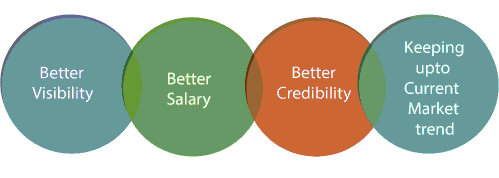 Better
Visibility
Better
Salary
Better
Credibility
Keeping
upto
Current
Market
trend